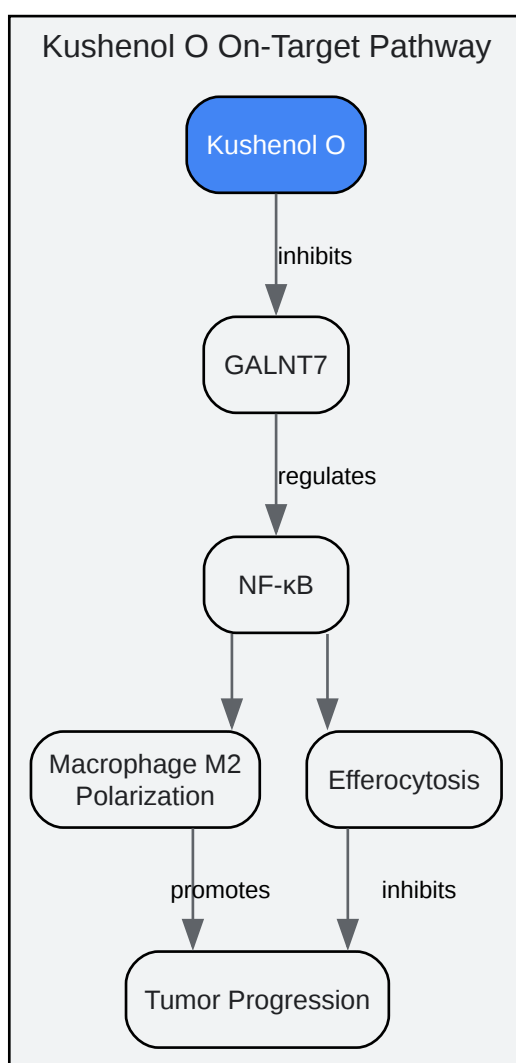 Kushenol O On-Target Pathway
Kushenol O
inhibits
GALNT7
regulates
NF-κB
Macrophage M2
Polarization
Efferocytosis
promotes
inhibits
Tumor Progression